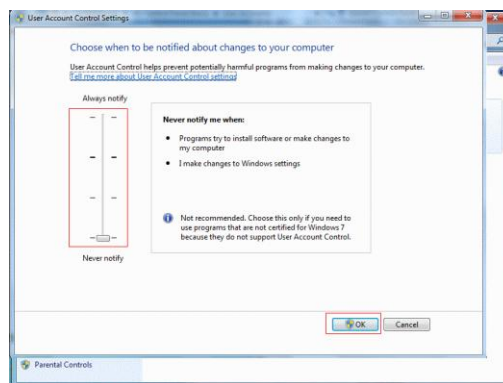 User Account Control Settings
Choose when to be notified about changes to your computer
User Account Control helps prevent potentially harmful programs from making changes to your computer.
Tell me more about User Account Control settings
Always notify
Never notify me when:
• Programs try to install software or make changes to
my computer
• I make changes to Windows settings
Not recommended. Choose this only if you need to
use programs that are not certified for Windows 7
because they do not support User Account Control.
Never notify
OK
Cancel
Parental Controls